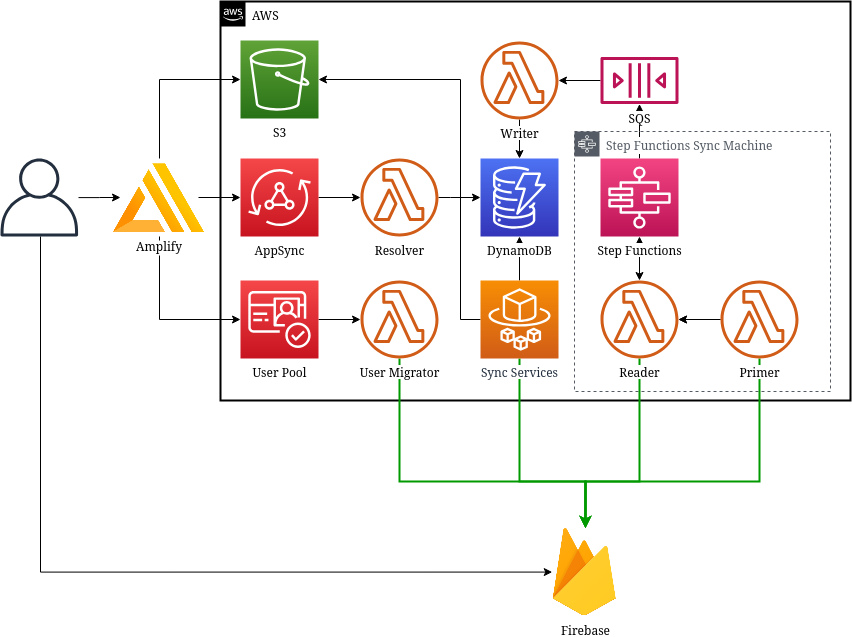 aws
AWS
S3
Writer
SQS
Step Functions Sync Machine
Amplify
AppSync
Resolver
DynamoDB
Step Functions
User Pool
User Migrator
Sync Services
Reader
Primer
Firebase